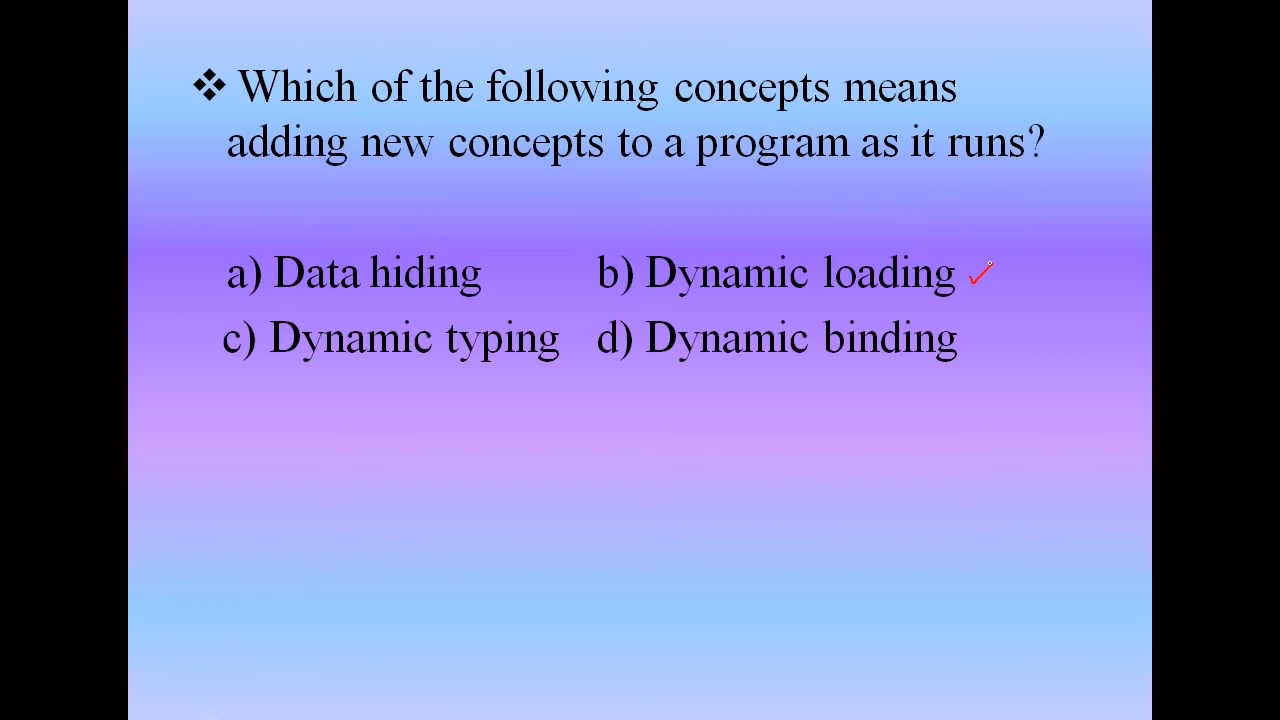 ❖ Which of the following concepts means
adding new concepts to a program as it runs?
a) Data hiding b) Dynamic loading ✓
c) Dynamic typing d) Dynamic binding